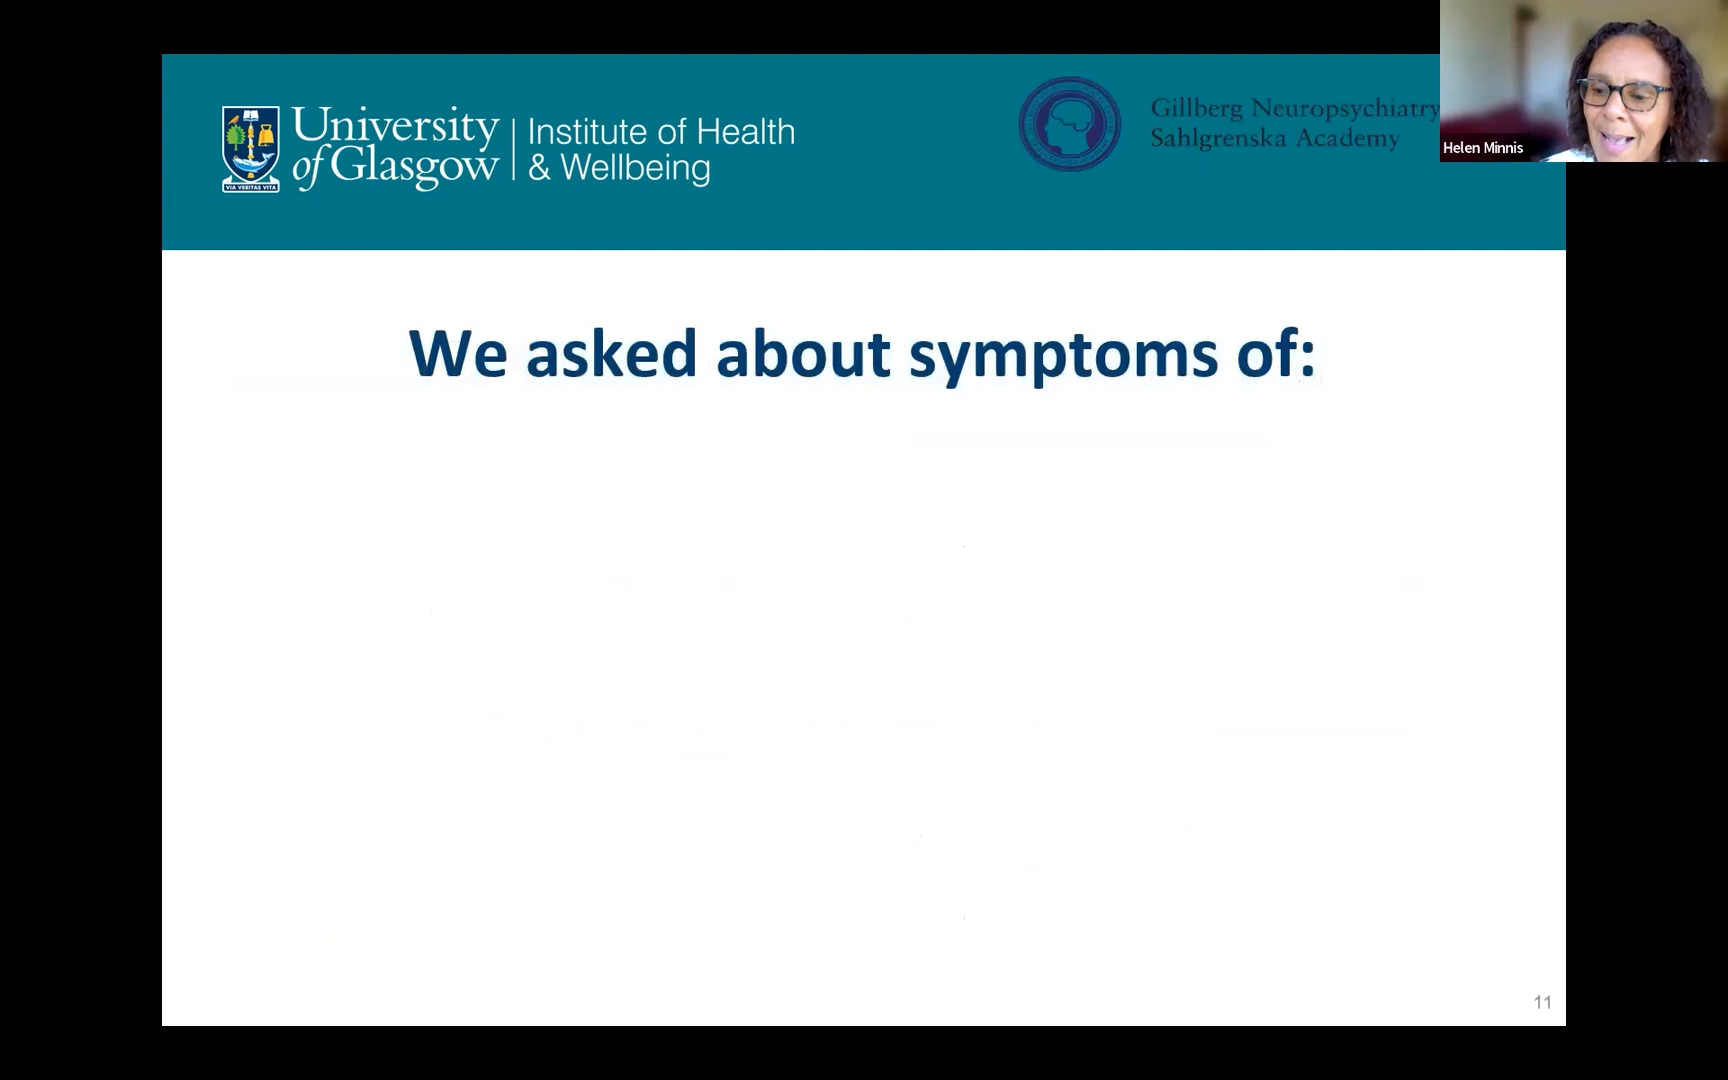 University
of Glasgow
VIA VERITAS VITA
Institute of Health
& Wellbeing
Gillberg Neuropsychiatry
Sahlgrenska Academy
Helen Minnis
We asked about symptoms of:
11